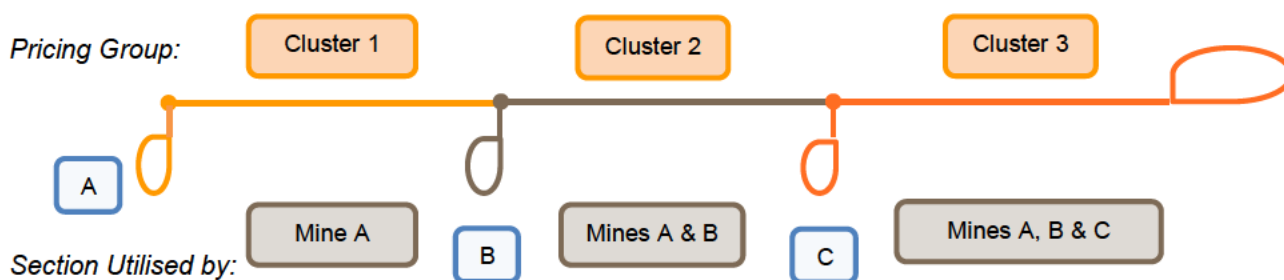 Pricing Group:
Cluster 1
Cluster 2
Cluster 3
A
B
C
Mine A
Mines A & B
Mines A, B & C
Section Utilised by: